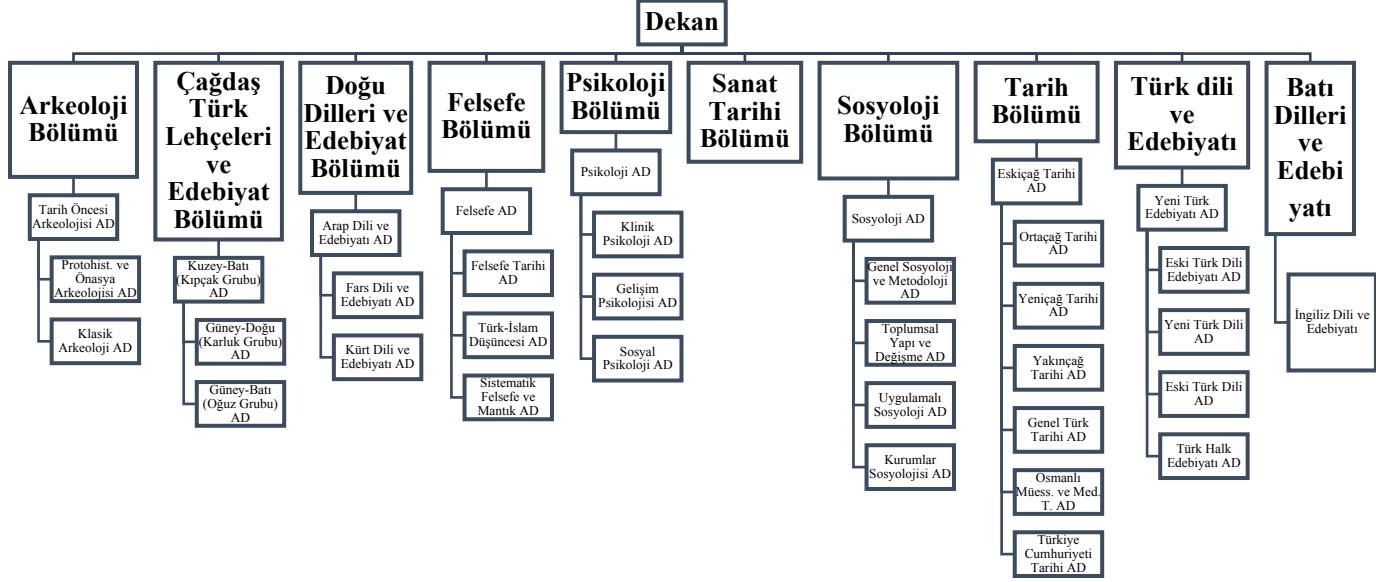 Dekan
Arkeoloji
Bölümü
Tarih Öncesi
Arkeolojisi AD
Protohist. ve
Önasya
Arkeolojisi AD
Klasik
Arkeoloji AD
Çağdaş
Türk
Lehçeleri
ve
Edebiyat
Bölümü
Kuzey-Batı
(Kıpçak Grubu)
AD
Güney-Doğu
(Karluk Grubu)
AD
Güney-Batı
(Oğuz Grubu)
AD
Doğu
Dilleri ve
Edebiyat
Bölümü
Arap Dili ve
Edebiyatı AD
Fars Dili ve
Edebiyatı AD
Kürt Dili ve
Edebiyatı AD
Felsefe
Bölümü
Felsefe AD
Felsefe Tarihi
AD
Türk-İslam
Düşüncesi AD
Sistematik
Felsefe ve
Mantık AD
Psikoloji
Bölümü
Psikoloji AD
Klinik
Psikoloji AD
Gelişim
Psikolojisi AD
Sosyal
Psikoloji AD
Sanat
Tarihi
Bölümü
Sosyoloji
Bölümü
Sosyoloji AD
Genel Sosyoloji
ve Metodoloji
AD
Toplumsal
Yapı ve
Değişme AD
Uygulamalı
Sosyoloji AD
Kurumlar
Sosyolojisi AD
Tarih
Bölümü
Eskiçağ Tarihi
AD
Ortaçağ Tarihi
AD
Yeniçağ Tarihi
AD
Yakınçağ
Tarihi AD
Genel Türk
Tarihi AD
Osmanlı
Müess. ve Med.
T. AD
Türkiye
Cumhuriyeti
Tarihi AD
Türk dili
ve
Edebiyatı
Yeni Türk
Edebiyatı AD
Eski Türk Dili
Edebiyatı AD
Yeni Türk Dili
AD
Eski Türk Dili
AD
Türk Halk
Edebiyatı AD
Batı
Dilleri
ve
Edebi
yatı
İngiliz Dili ve
Edebiyatı